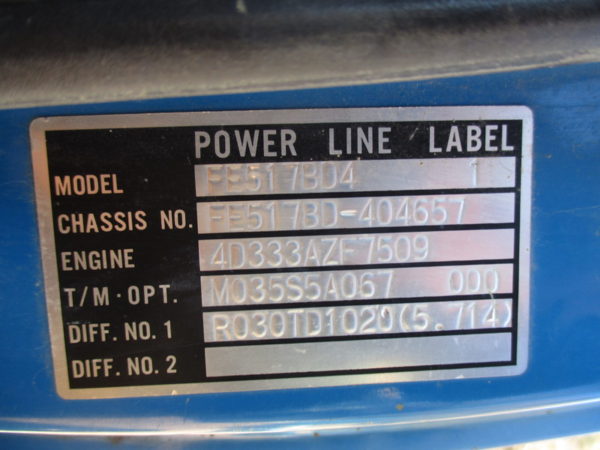 POWER LINE LABEL
MODEL FE517BD4 1
CHASSIS NO. FE517BD-404657
ENGINE 4D333AZF7509
T/M·OPT. M035S5A067 000
DIFF. NO. 1 R030TD1020(5.714)
DIFF. NO. 2